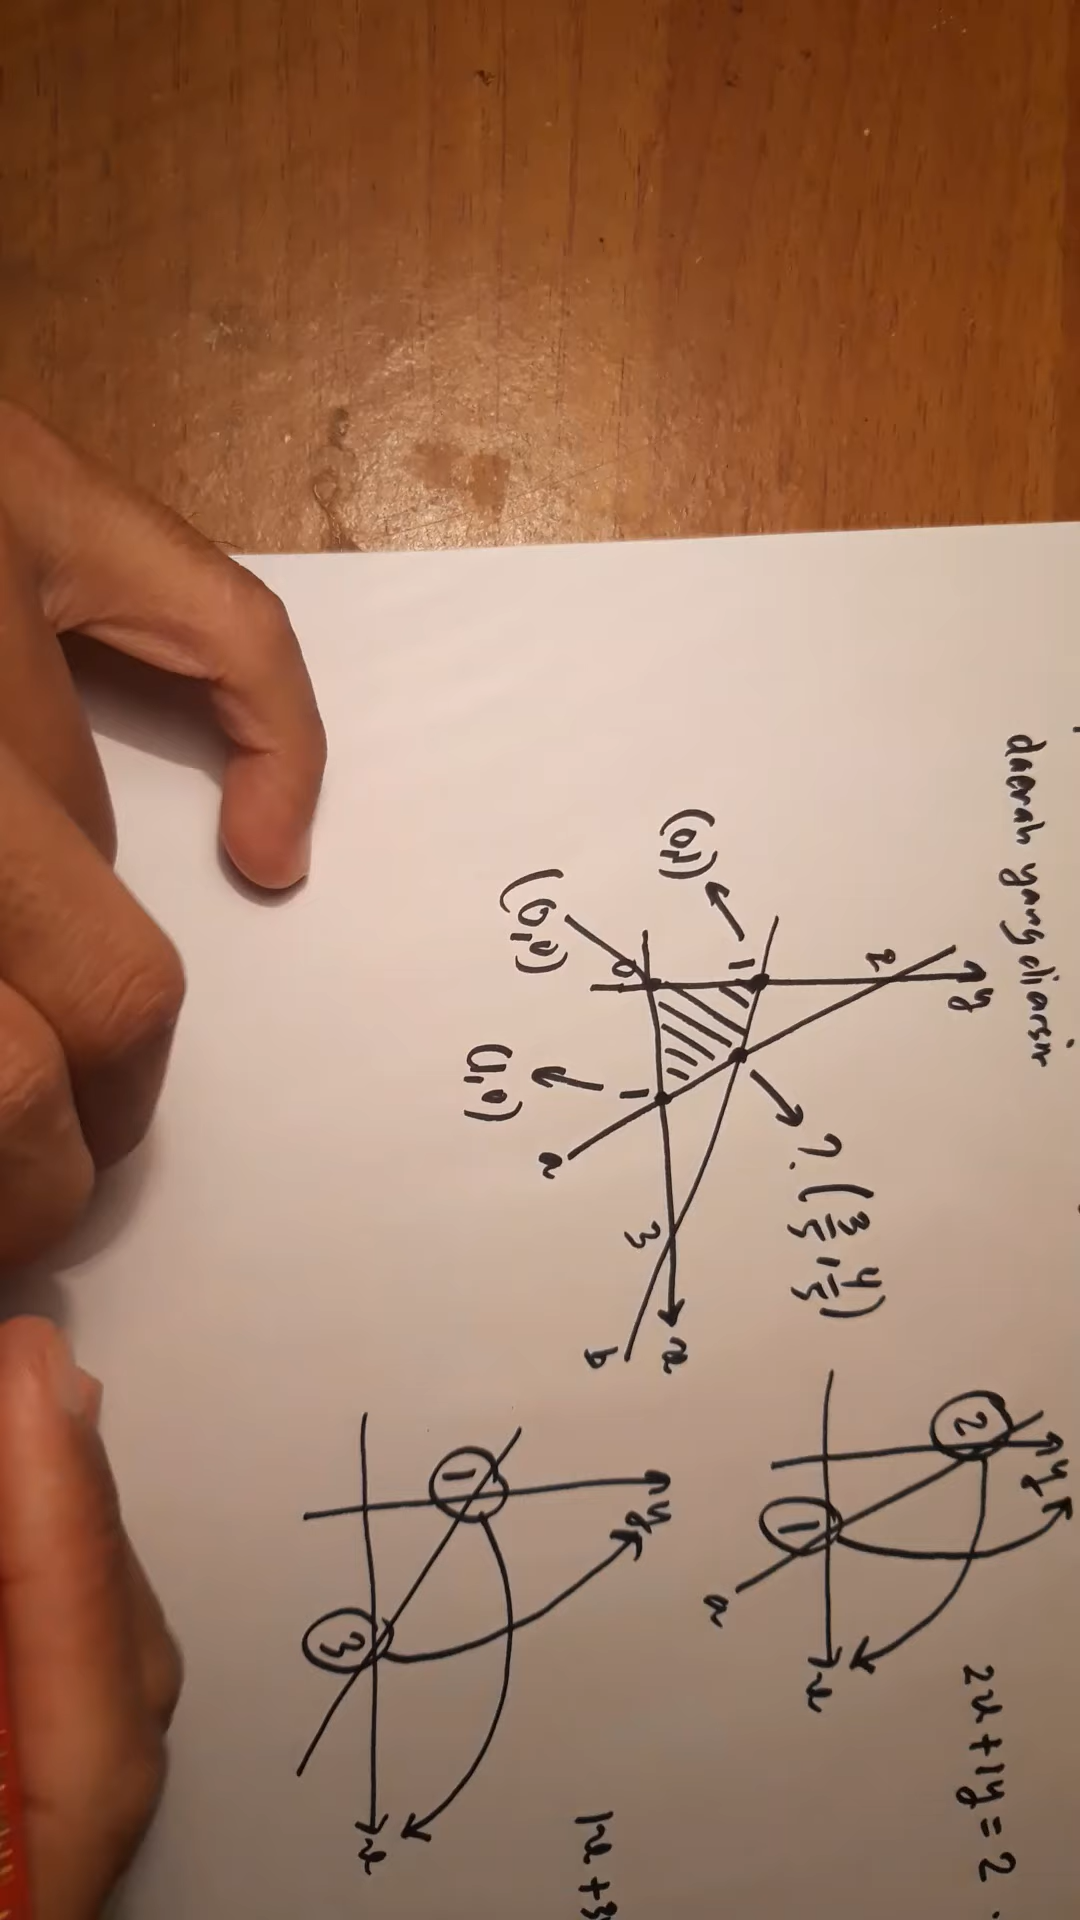 daerah yang diarsir
y
2
1
(0,1)
0
(0,0)
1
(1,0)
?. (3/5, 4/5)
a
3
x
b
y
2
1
a
x
2x + 1y = 2
y
1
3
x
1x + 3